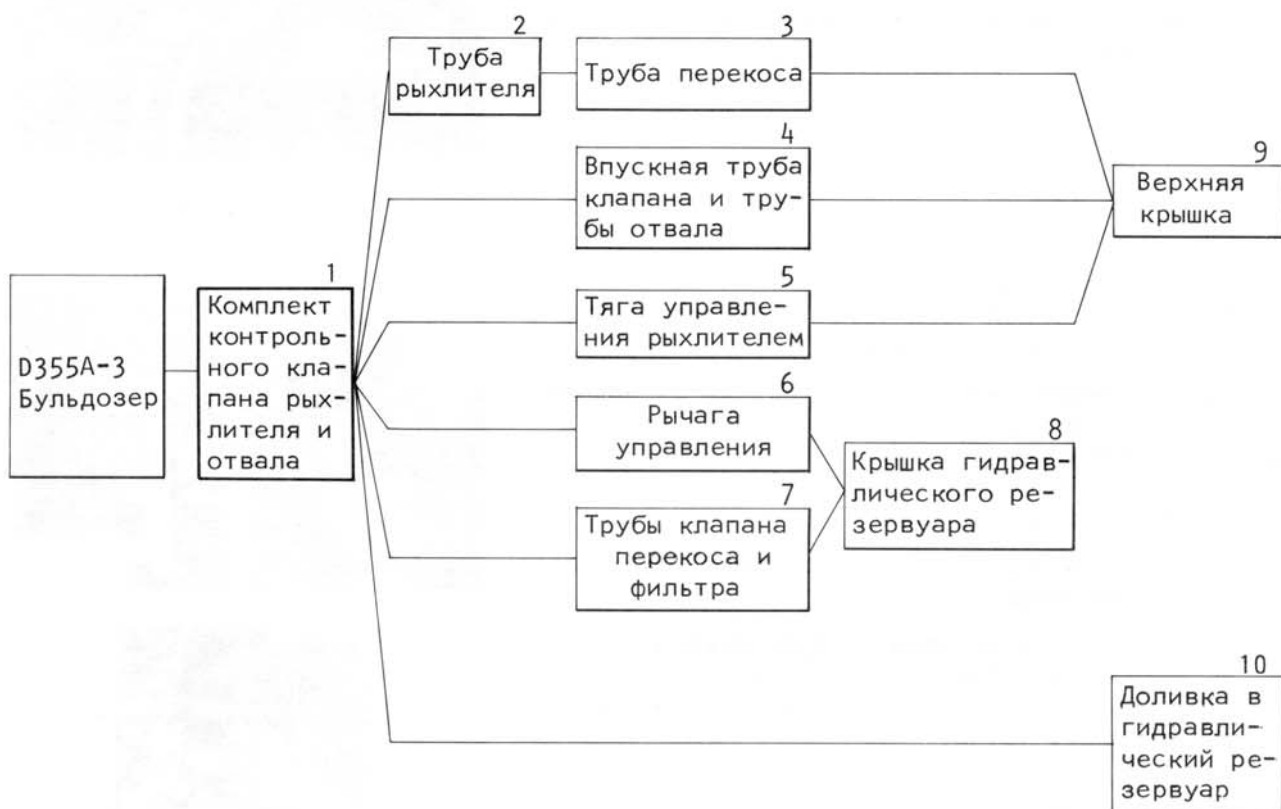 2
Труба
рыхлителя
3
Труба перекоса
4
Впускная труба
клапана и тру-
бы отвала
9
Верхняя
крышка
1
Комплект
контроль-
ного кла-
пана рых-
лителя и
отвала
D355A-3
Бульдозер
5
Тяга управле-
ния рыхлителем
6
Рычага
управления
8
Крышка гидрав-
лического ре-
зервуара
7
Трубы клапана
перекоса и
фильтра
10
Доливка в
гидравли-
ческий ре-
зервуар